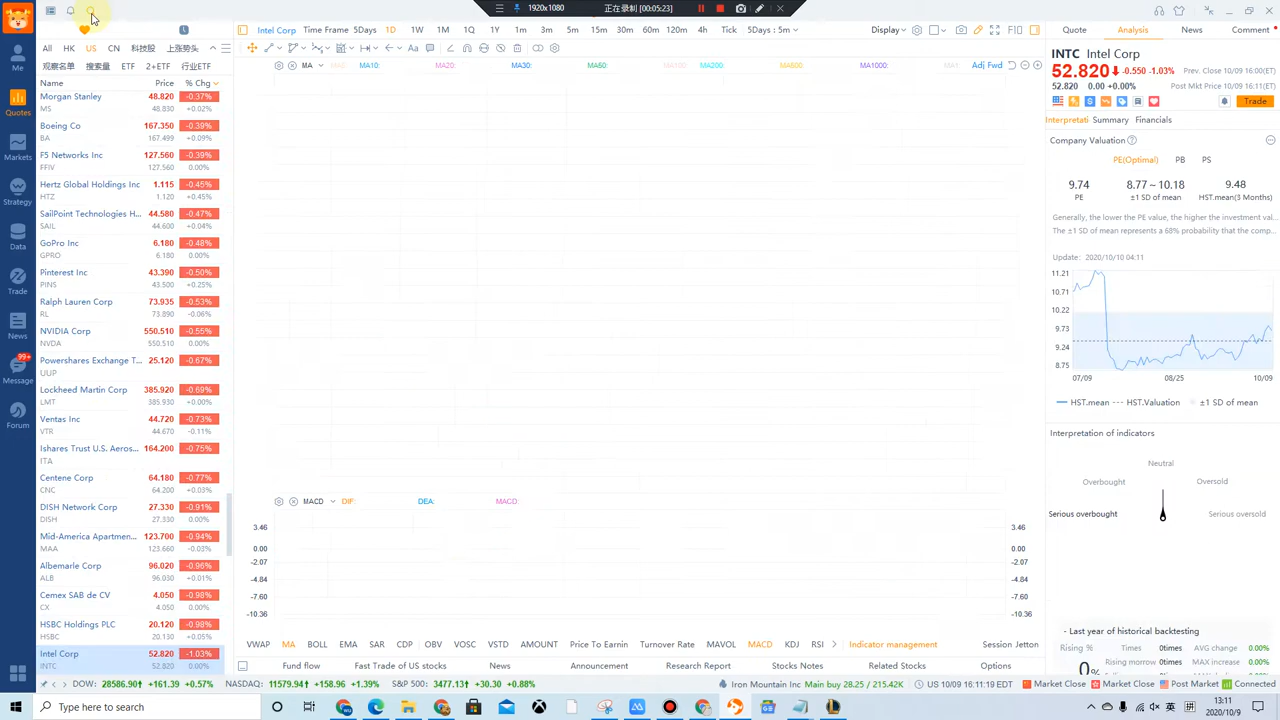 1920x1080
正在录制 [00:05:23]
Intel Corp Time Frame 5Days 1D 1W 1M 1Q 1Y 1m 3m 5m 15m 30m 60m 120m 4h Tick 5Days : 5m
Display
F10
Quote Analysis News Comment
All HK US CN 科技股 上涨势头
Aa
观察名单 搜索量 ETF 2+ETF 行业ETF
MA MA10: MA20: MA30: MA60: MA200: MA1000:
Adj Fwd
Name Price % Chg
Morgan Stanley 48.820 -0.37%
MS 48.830 +0.02%
Boeing Co 167.350 -0.39%
BA 167.499 +0.09%
F5 Networks Inc 127.560 -0.39%
FFIV 127.560 0.00%
Hertz Global Holdings Inc 1.115 -0.45%
HTZ 1.120 +0.45%
SailPoint Technologies H... 44.580 -0.47%
SAIL 44.600 +0.04%
GoPro Inc 6.180 -0.48%
GPRO 6.180 0.00%
Pinterest Inc 43.390 -0.50%
PINS 43.500 +0.25%
Ralph Lauren Corp 73.935 -0.53%
RL 73.890 -0.06%
NVIDIA Corp 550.510 -0.55%
NVDA 550.510 0.00%
Powershares Exchange T... 25.120 -0.67%
UUP 25.120 0.00%
Lockheed Martin Corp 385.920 -0.69%
LMT 385.930 +0.00%
Ventas Inc 44.720 -0.73%
VTR 44.670 -0.11%
Ishares Trust U.S. Aeros... 164.200 -0.75%
ITA
Centene Corp 64.180 -0.77%
CNC 64.200 +0.03%
DISH Network Corp 27.330 -0.91%
DISH 27.330 0.00%
Mid-America Apartmen... 123.700 -0.94%
MAA 123.660 -0.03%
Albemarle Corp 96.020 -0.96%
ALB 96.030 +0.01%
Cemex SAB de CV 4.050 -0.98%
CX 4.050 0.00%
HSBC Holdings PLC 20.120 -0.98%
HSBC 20.130 +0.05%
Intel Corp 52.820 -1.03%
INTC 52.820 0.00%
Me
Quotes
Markets
Strategy
Data
Trade
News
99+
Message
Forum
MACD DIF: DEA: MACD:
3.46 3.46
0.00 0.00
-2.07 -2.07
-4.84 -4.84
-7.60 -7.60
-10.36 -10.36
VWAP MA BOLL EMA SAR CDP OBV XOSC VSTD AMOUNT Price To Earnin Turnover Rate MAVOL MACD KDJ RSI Indicator management Session Jetton
Fund flow Fast Trade of US stocks News Announcement Research Report Stocks Notes Related Stocks Options
INTC Intel Corp
52.820 -0.550 -1.03% Prev. Close 10/09 16:00(ET)
52.820 0.00 +0.00% Post Mkt Price 10/09 16:11(ET)
Trade
Interpretati Summary Financials
Company Valuation
PE(Optimal) PB PS
9.74 8.77 ~ 10.18 9.48
PE ±1 SD of mean HST.mean(3 Months)
Generally, the lower the PE value, the higher the investment val...
The ±1 SD of mean represents a 68% probability that the comp...
Update: 2020/10/10 04:11
11.21
10.71
10.22
9.73
9.24
8.75
07/09 08/25 10/09
HST.mean HST.Valuation ±1 SD of mean
Interpretation of indicators
Neutral
Overbought Oversold
Serious overbought Serious oversold
- Last year of historical backtesting
Rising % Times 0times AVG change 0.00%
0% Rising morrow 0times MAX increase 0.00%
DOW: 28586.90 +161.39 +0.57% NASDAQ: 11579.94 +158.96 +1.39% S&P 500: 3477.13 +30.30 +0.88%
Iron Mountain Inc Main buy 28.25 / 215.42K US 10/09 16:11:19 EDT Market Close Market Close Post Market Connected
Type here to search
英
13:11
2020/10/9